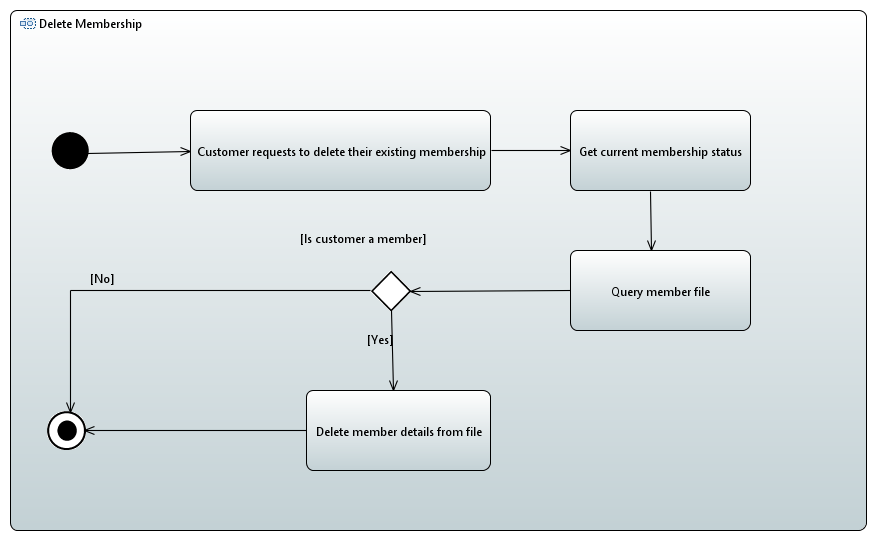 Delete Membership
Customer requests to delete their existing membership
Get current membership status
[Is customer a member]
[No]
Query member file
[Yes]
Delete member details from file